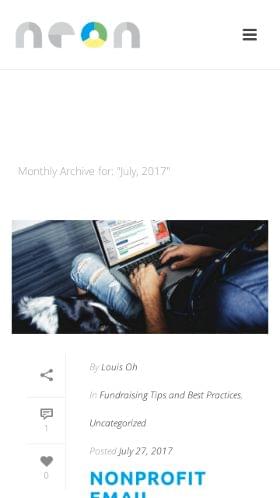 neon
Monthly Archive for: "July, 2017"
By Louis Oh
In Fundraising Tips and Best Practices,
Uncategorized
1
Posted July 27, 2017
0
NONPROFIT
EMAIL